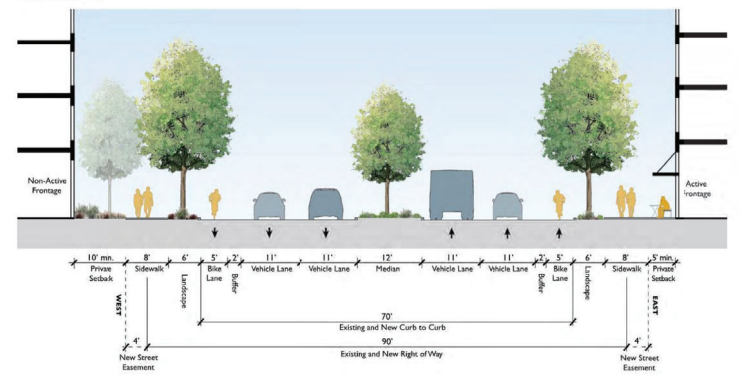 Non-Active
Frontage
Active
Frontage
10' mn. 8' 6' 5' 2' 11' 11' 12' 11' 11' 2' 5' 6' 8' 5' min.
Private
Setback
Sidewalk
Landscape
Bike
Lane
Buffer
Vehicle Lane
Vehicle Lane
Median
Vehicle Lane
Vehicle Lane
Buffer
Bike
Lane
Landscape
Sidewalk
Private
Setback
WEST
EAST
70'
Existing and New Curb to Curb
4'
90'
4'
Existing and New Right of Way
New Street
Easement
New Street
Easement